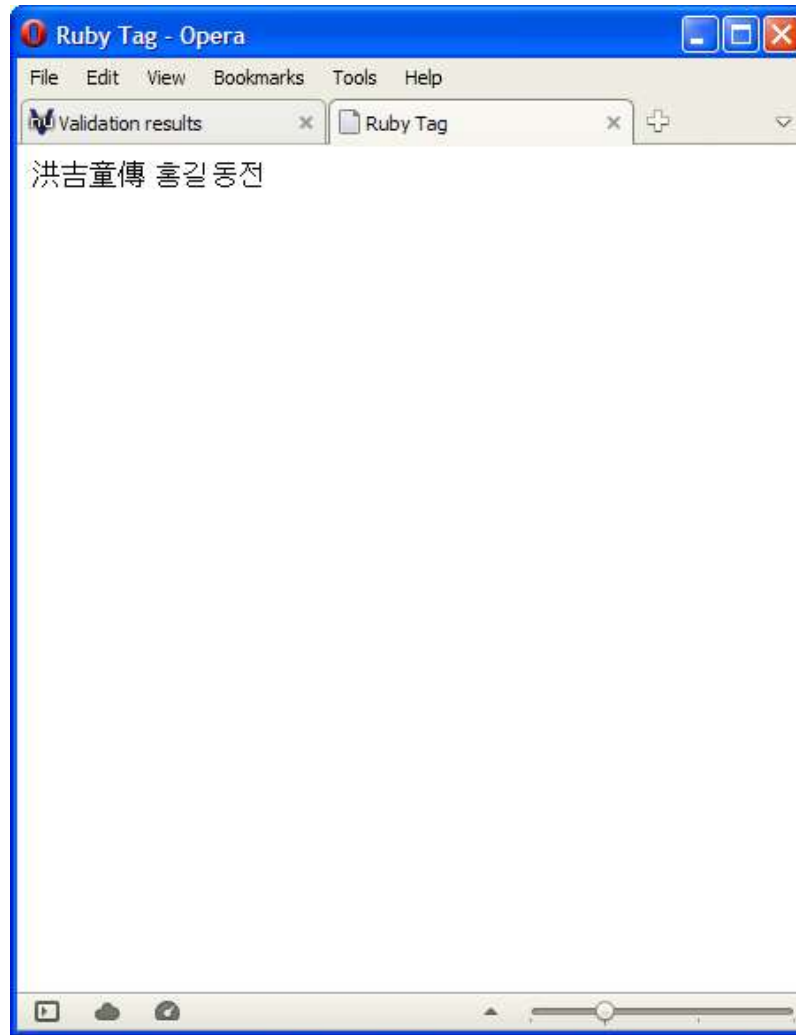 Ruby Tag - Opera
File Edit View Bookmarks Tools Help
Validation results Ruby Tag
洪吉童傳 홍길동전